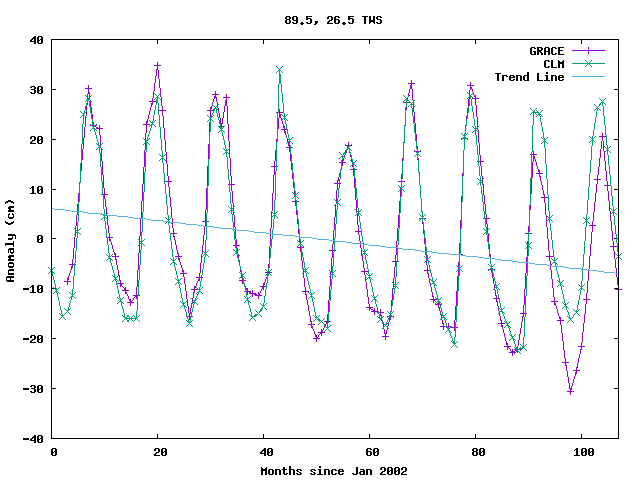 89.5, 26.5 TWS
GRACE
CLM
Trend Line
Anomaly (cm)
40
30
20
10
0
-10
-20
-30
-40
0 20 40 60 80 100
Months since Jan 2002